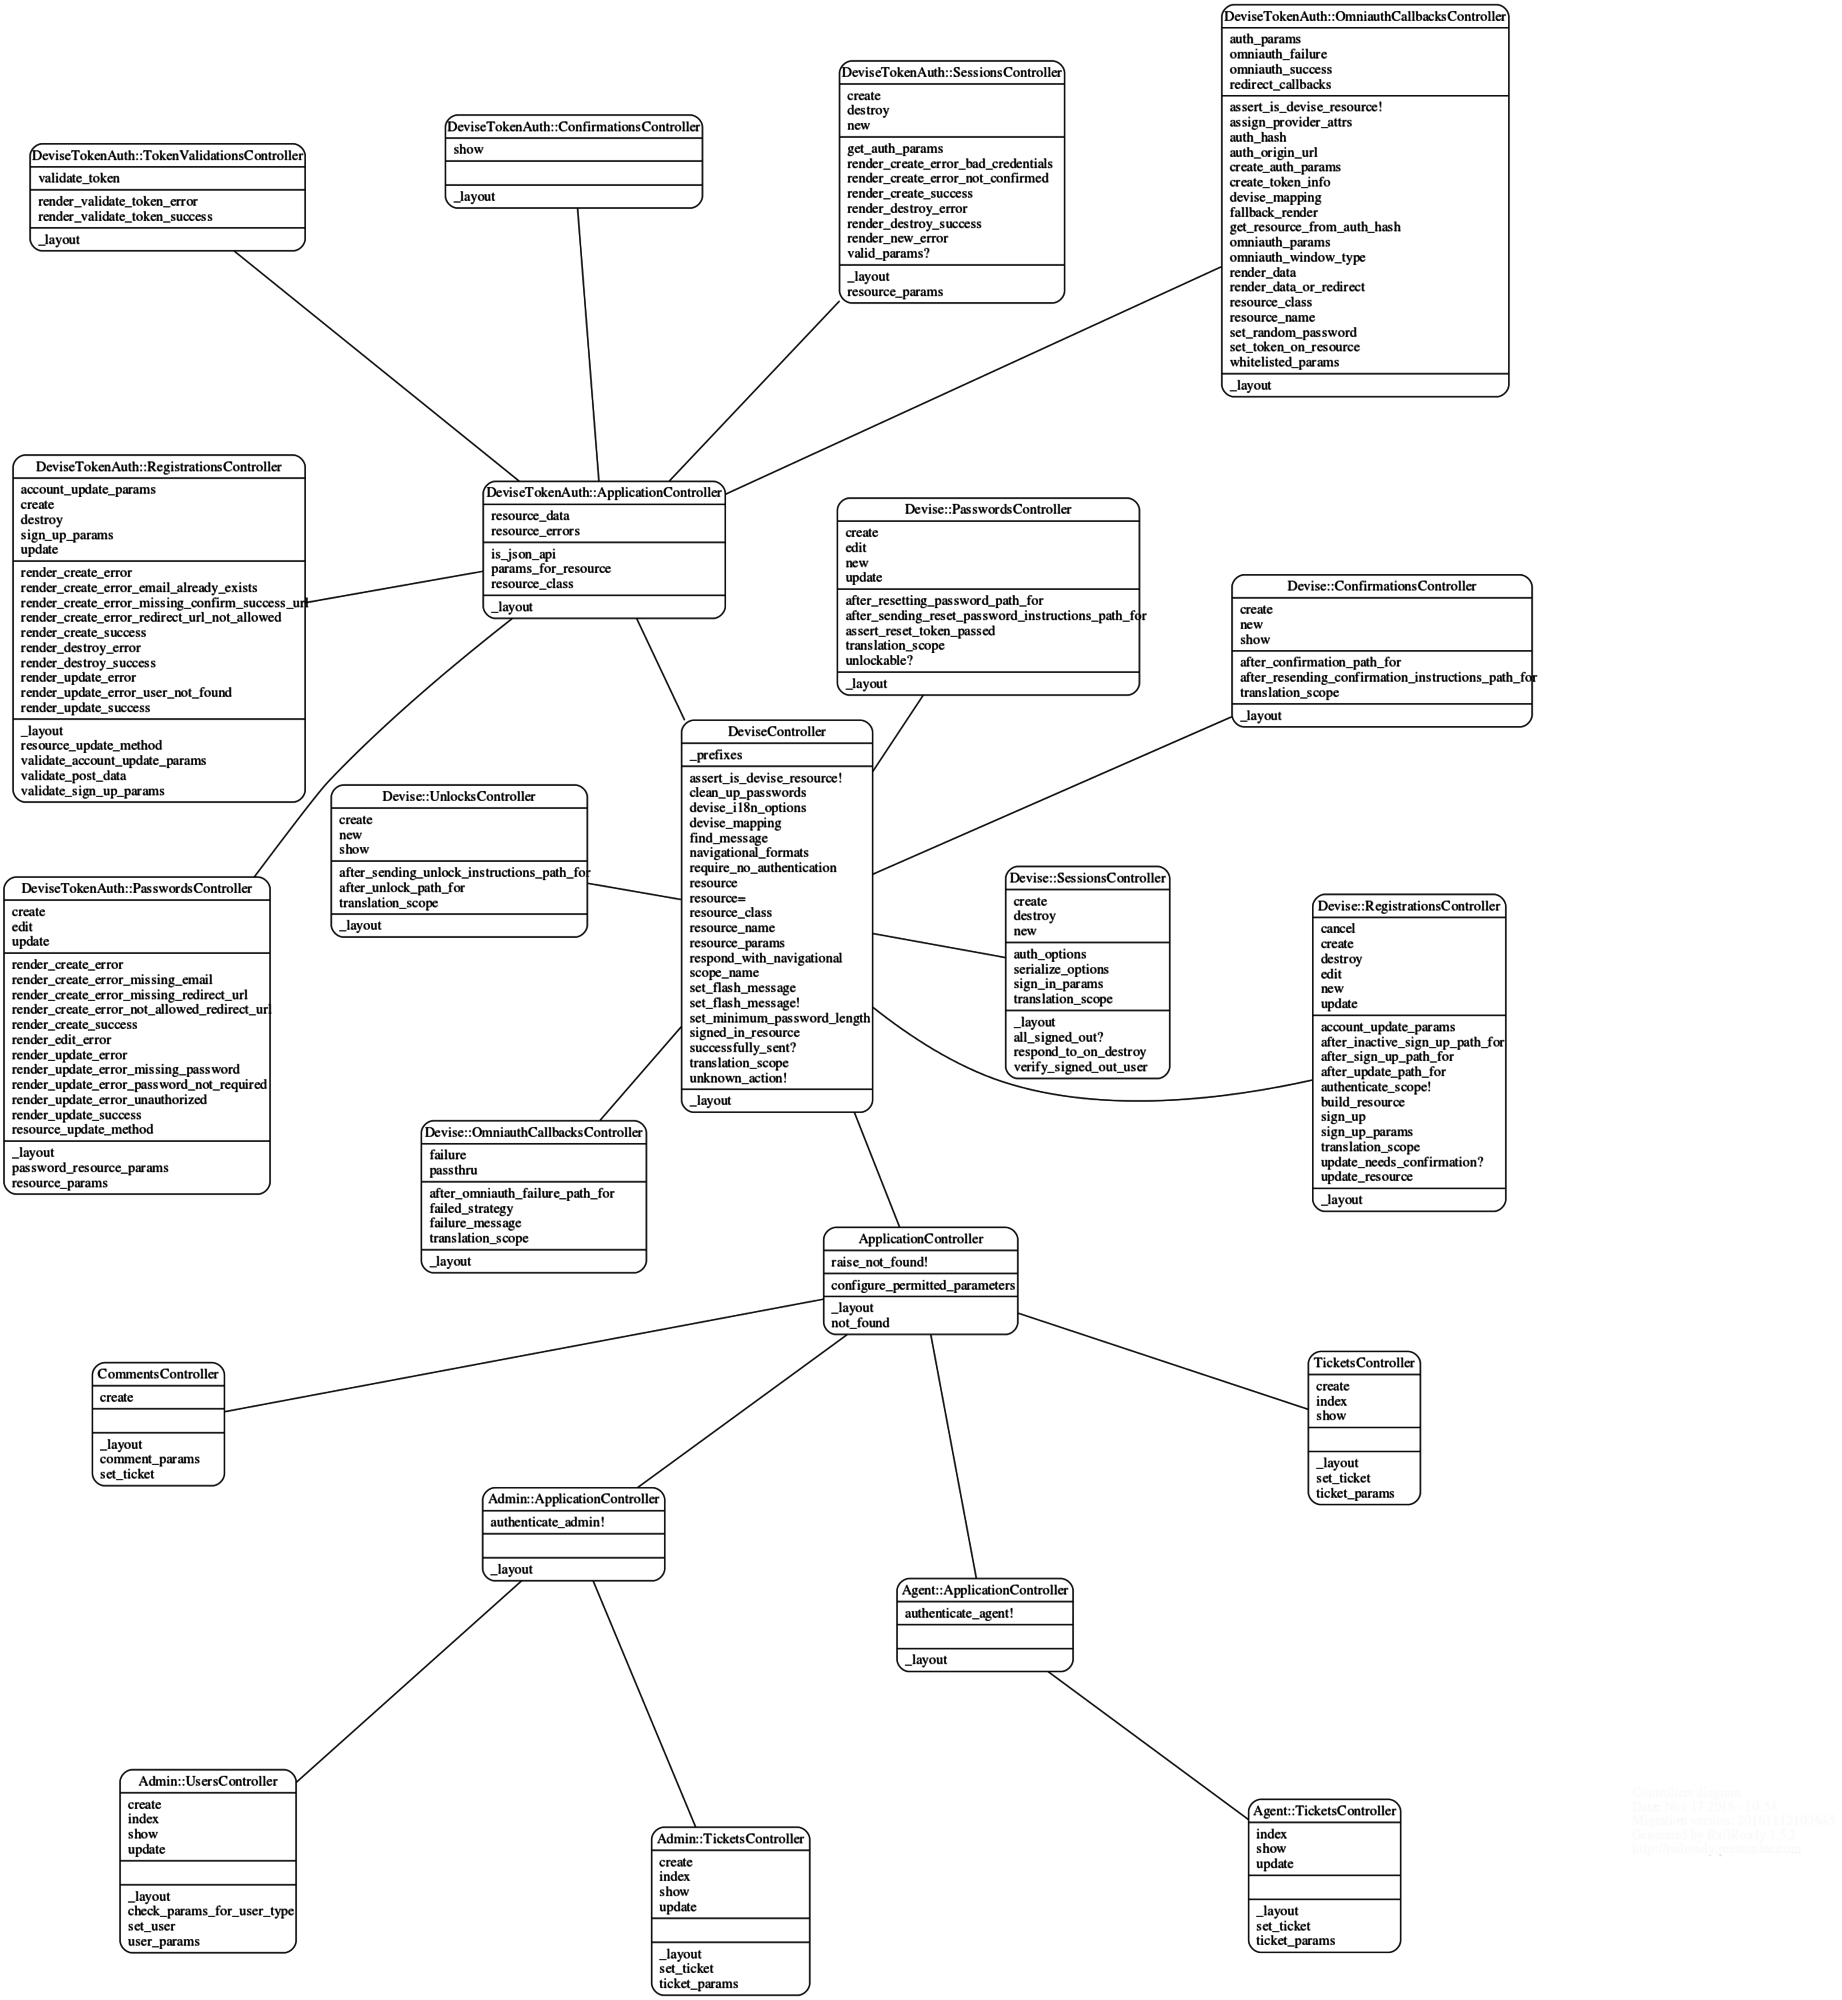 DeviseTokenAuth::OmniauthCallbacksController
auth_params
omniauth_failure
omniauth_success
redirect_callbacks
assert_is_devise_resource!
assign_provider_attrs
auth_hash
auth_origin_url
create_auth_params
create_token_info
devise_mapping
fallback_render
get_resource_from_auth_hash
omniauth_params
omniauth_window_type
render_data
render_data_or_redirect
resource_class
resource_name
set_random_password
set_token_on_resource
whitelisted_params
_layout
DeviseTokenAuth::SessionsController
create
destroy
new
get_auth_params
render_create_error_bad_credentials
render_create_error_not_confirmed
render_create_success
render_destroy_error
render_destroy_success
render_new_error
valid_params?
_layout
resource_params
DeviseTokenAuth::ConfirmationsController
show
_layout
DeviseTokenAuth::TokenValidationsController
validate_token
render_validate_token_error
render_validate_token_success
_layout
DeviseTokenAuth::RegistrationsController
account_update_params
create
destroy
sign_up_params
update
render_create_error
render_create_error_email_already_exists
render_create_error_missing_confirm_success_url
render_create_error_redirect_url_not_allowed
render_create_success
render_destroy_error
render_destroy_success
render_update_error
render_update_error_user_not_found
render_update_success
_layout
resource_update_method
validate_account_update_params
validate_post_data
validate_sign_up_params
DeviseTokenAuth::ApplicationController
resource_data
resource_errors
is_json_api
params_for_resource
resource_class
_layout
Devise::PasswordsController
create
edit
new
update
after_resetting_password_path_for
after_sending_reset_password_instructions_path_for
assert_reset_token_passed
translation_scope
unlockable?
_layout
Devise::ConfirmationsController
create
new
show
after_confirmation_path_for
after_resending_confirmation_instructions_path_for
translation_scope
_layout
DeviseController
_prefixes
assert_is_devise_resource!
clean_up_passwords
devise_i18n_options
devise_mapping
find_message
navigational_formats
require_no_authentication
resource
resource=
resource_class
resource_name
resource_params
respond_with_navigational
scope_name
set_flash_message
set_flash_message!
set_minimum_password_length
signed_in_resource
successfully_sent?
translation_scope
unknown_action!
_layout
Devise::UnlocksController
create
new
show
after_sending_unlock_instructions_path_for
after_unlock_path_for
translation_scope
_layout
DeviseTokenAuth::PasswordsController
create
edit
update
render_create_error
render_create_error_missing_email
render_create_error_missing_redirect_url
render_create_error_not_allowed_redirect_url
render_create_success
render_edit_error
render_update_error
render_update_error_missing_password
render_update_error_password_not_required
render_update_error_unauthorized
render_update_success
resource_update_method
_layout
password_resource_params
resource_params
Devise::SessionsController
create
destroy
new
auth_options
serialize_options
sign_in_params
translation_scope
_layout
all_signed_out?
respond_to_on_destroy
verify_signed_out_user
Devise::RegistrationsController
cancel
create
destroy
edit
new
update
account_update_params
after_inactive_sign_up_path_for
after_sign_up_path_for
after_update_path_for
authenticate_scope!
build_resource
sign_up
sign_up_params
translation_scope
update_needs_confirmation?
update_resource
_layout
Devise::OmniauthCallbacksController
failure
passthru
after_omniauth_failure_path_for
failed_strategy
failure_message
translation_scope
_layout
ApplicationController
raise_not_found!
configure_permitted_parameters
_layout
not_found
CommentsController
create
_layout
comment_params
set_ticket
TicketsController
create
index
show
_layout
set_ticket
ticket_params
Admin::ApplicationController
authenticate_admin!
_layout
Agent::ApplicationController
authenticate_agent!
_layout
Admin::UsersController
create
index
show
update
_layout
check_params_for_user_type
set_user
user_params
Admin::TicketsController
create
index
show
update
_layout
set_ticket
ticket_params
Agent::TicketsController
index
show
update
_layout
set_ticket
ticket_params